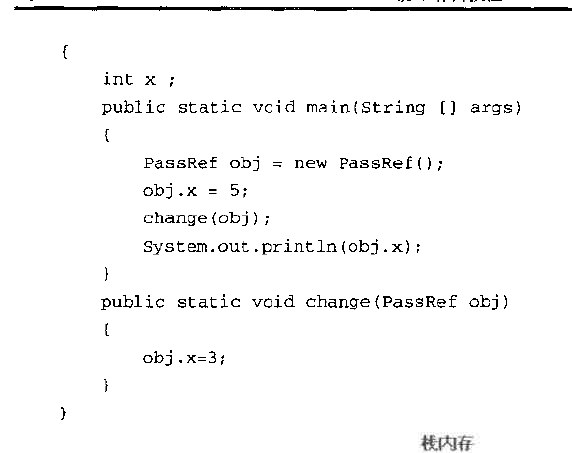 {
int x ;
public static void main(String [] args)
{
PassRef obj = new PassRef();
obj.x = 5;
change(obj);
System.out.println(obj.x);
}
public static void change(PassRef obj)
{
obj.x=3;
}
}
栈内存